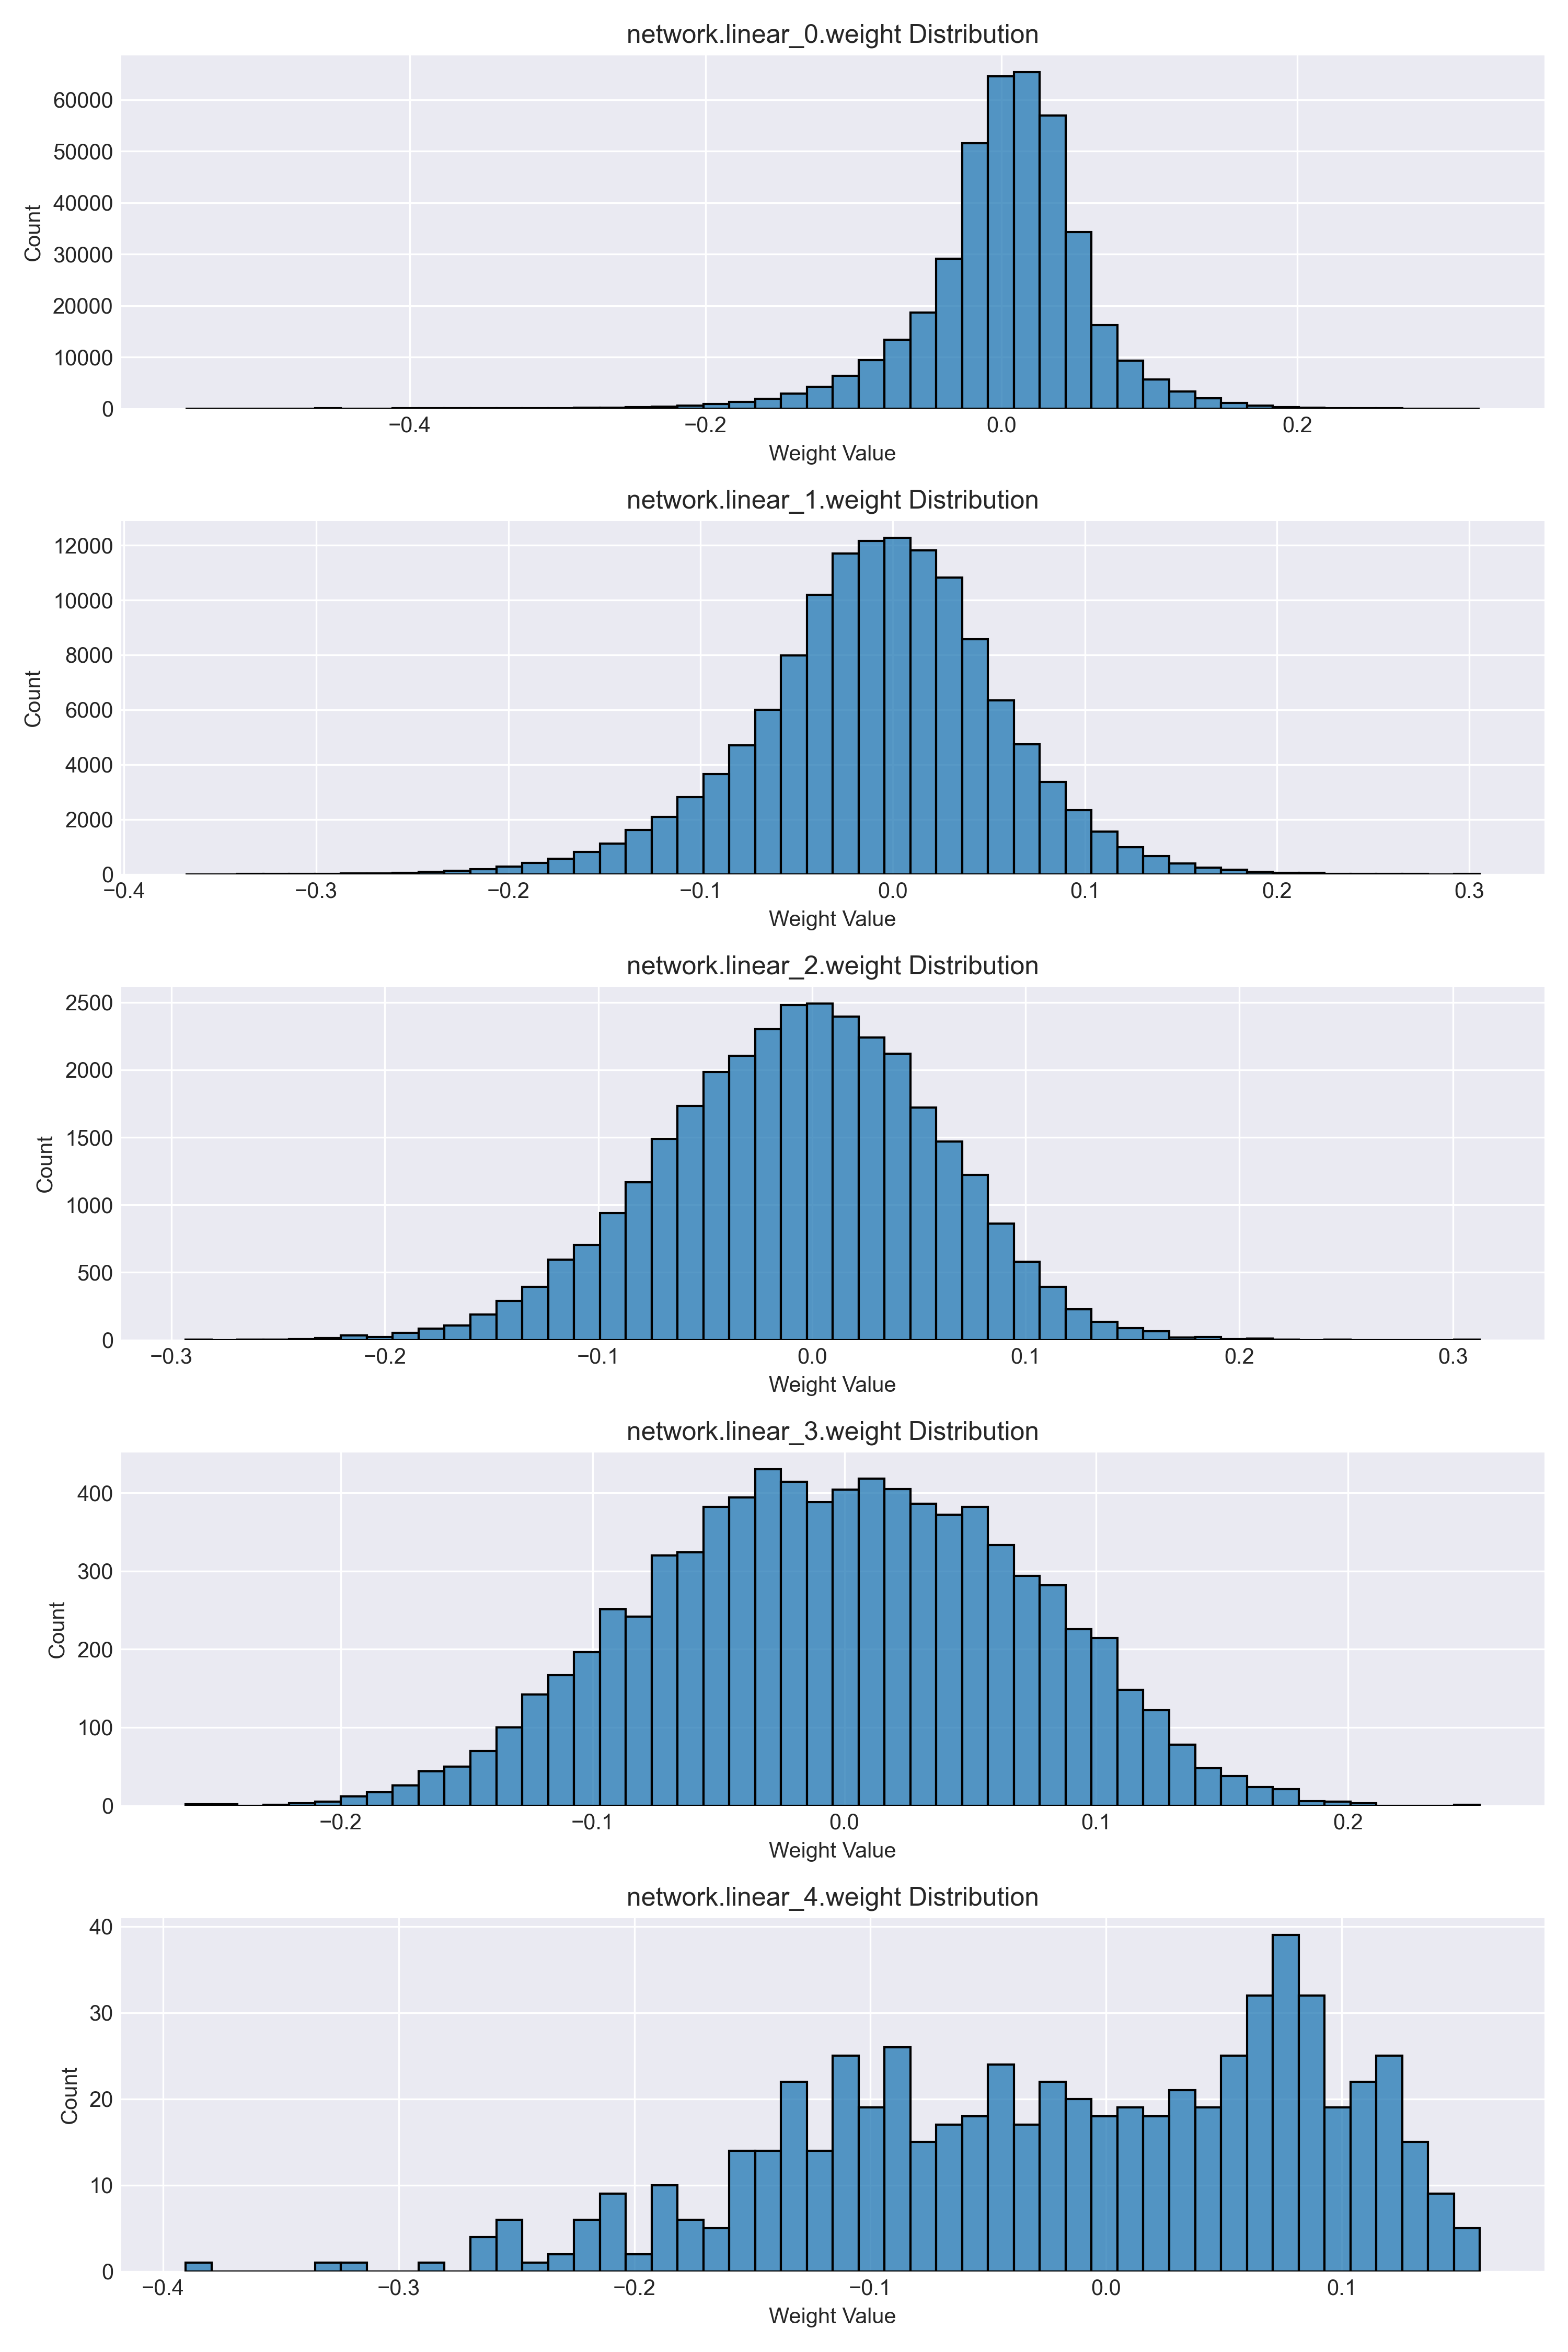 network.linear_0.weight Distribution
60000
50000
40000
30000
20000
10000
0
Count
−0.4 −0.2 0.0 0.2
Weight Value
network.linear_1.weight Distribution
12000
10000
8000
6000
4000
2000
0
Count
−0.4 −0.3 −0.2 −0.1 0.0 0.1 0.2 0.3
Weight Value
network.linear_2.weight Distribution
2500
2000
1500
1000
500
0
Count
−0.3 −0.2 −0.1 0.0 0.1 0.2 0.3
Weight Value
network.linear_3.weight Distribution
400
300
200
100
0
Count
−0.2 −0.1 0.0 0.1 0.2
Weight Value
network.linear_4.weight Distribution
40
30
20
10
0
Count
−0.4 −0.3 −0.2 −0.1 0.0 0.1
Weight Value